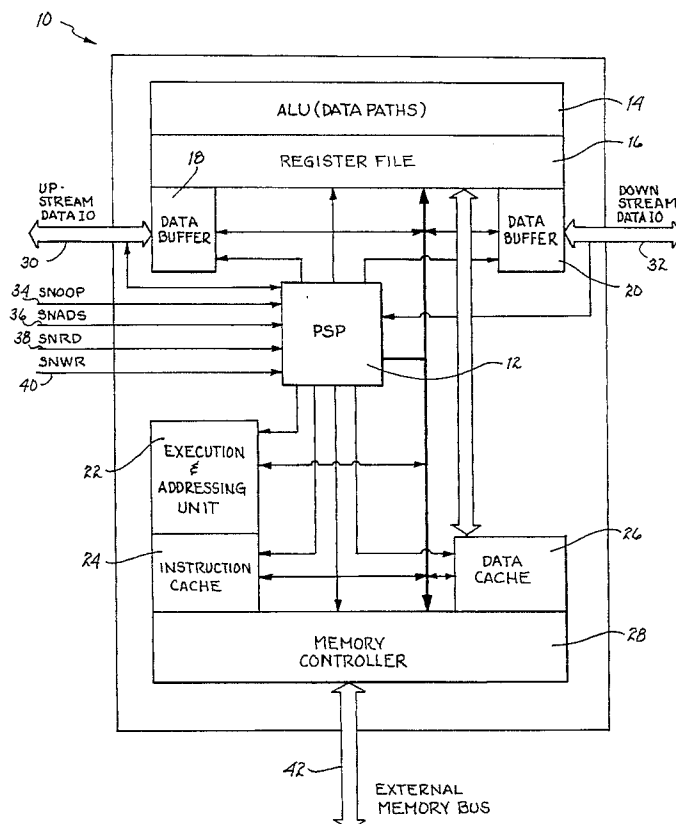 10
ALU (DATA PATHS)
14
REGISTER FILE
16
18
UP-
STREAM
DATA IO
30
DATA
BUFFER
DATA
BUFFER
DOWN
STREAM
DATA IO
32
20
34
SNOOP
36
SNADS
38
SNRD
SNWR
40
PSP
12
22
EXECUTION
&
ADDRESSING
UNIT
24
INSTRUCTION
CACHE
DATA
CACHE
26
MEMORY
CONTROLLER
28
42
EXTERNAL
MEMORY BUS